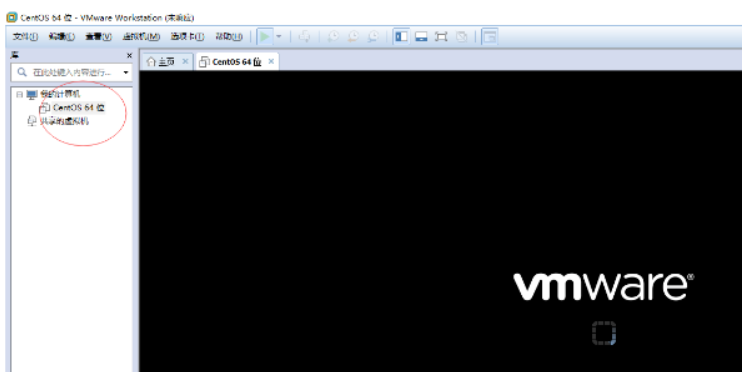 CentOS 64 位 - VMware Workstation (未响应)
文件(F) 编辑(E) 查看(V) 虚拟机(M) 选项卡(T) 帮助(H)
库 ×
主页 × CentOS 64 位 ×
在此处键入内容进行...
我的计算机
CentOS 64 位
共享的虚拟机
vmware®